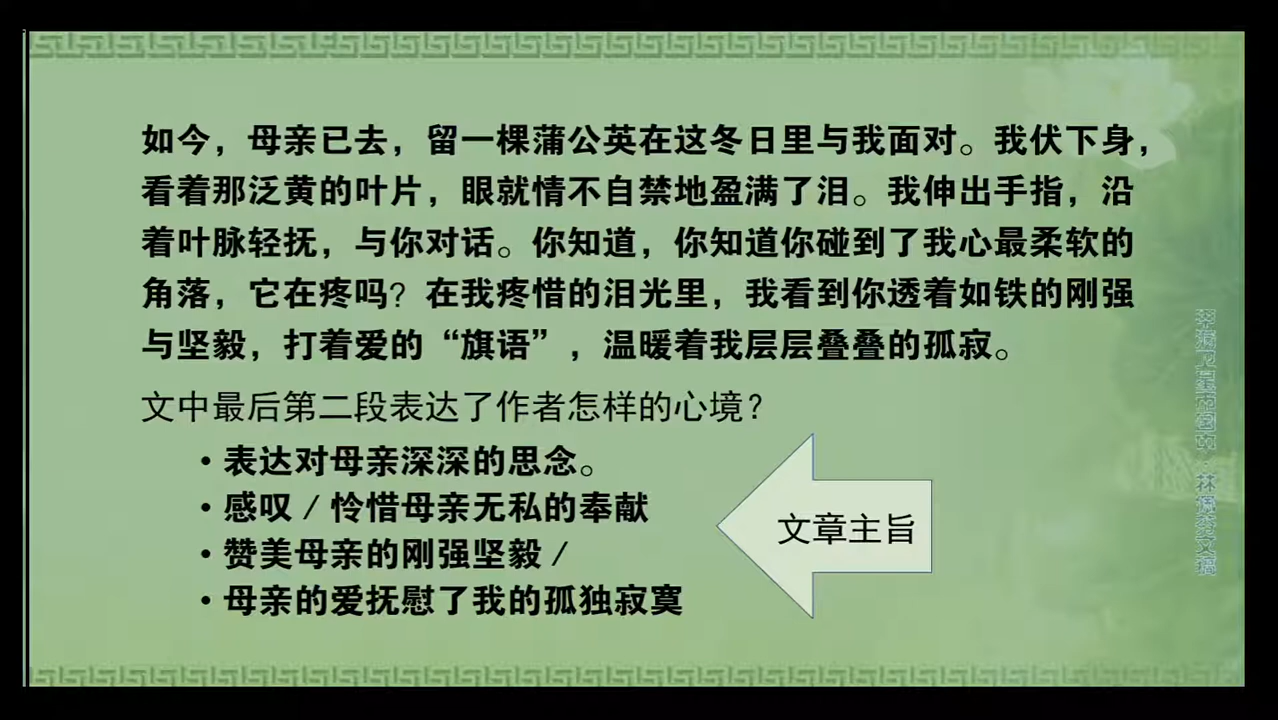 如今，母亲已去，留一棵蒲公英在这冬日里与我面对。我伏下身，
看着那泛黄的叶片，眼就情不自禁地盈满了泪。我伸出手指，沿
着叶脉轻抚，与你对话。你知道，你知道你碰到了我心最柔软的
角落，它在疼吗？在我疼惜的泪光里，我看到你透着如铁的刚强
与坚毅，打着爱的“旗语”，温暖着我层层叠叠的孤寂。
文中最后第二段表达了作者怎样的心境？
• 表达对母亲深深的思念。
• 感叹 / 怜惜母亲无私的奉献
• 赞美母亲的刚强坚毅 /
• 母亲的爱抚慰了我的孤独寂寞
文章主旨